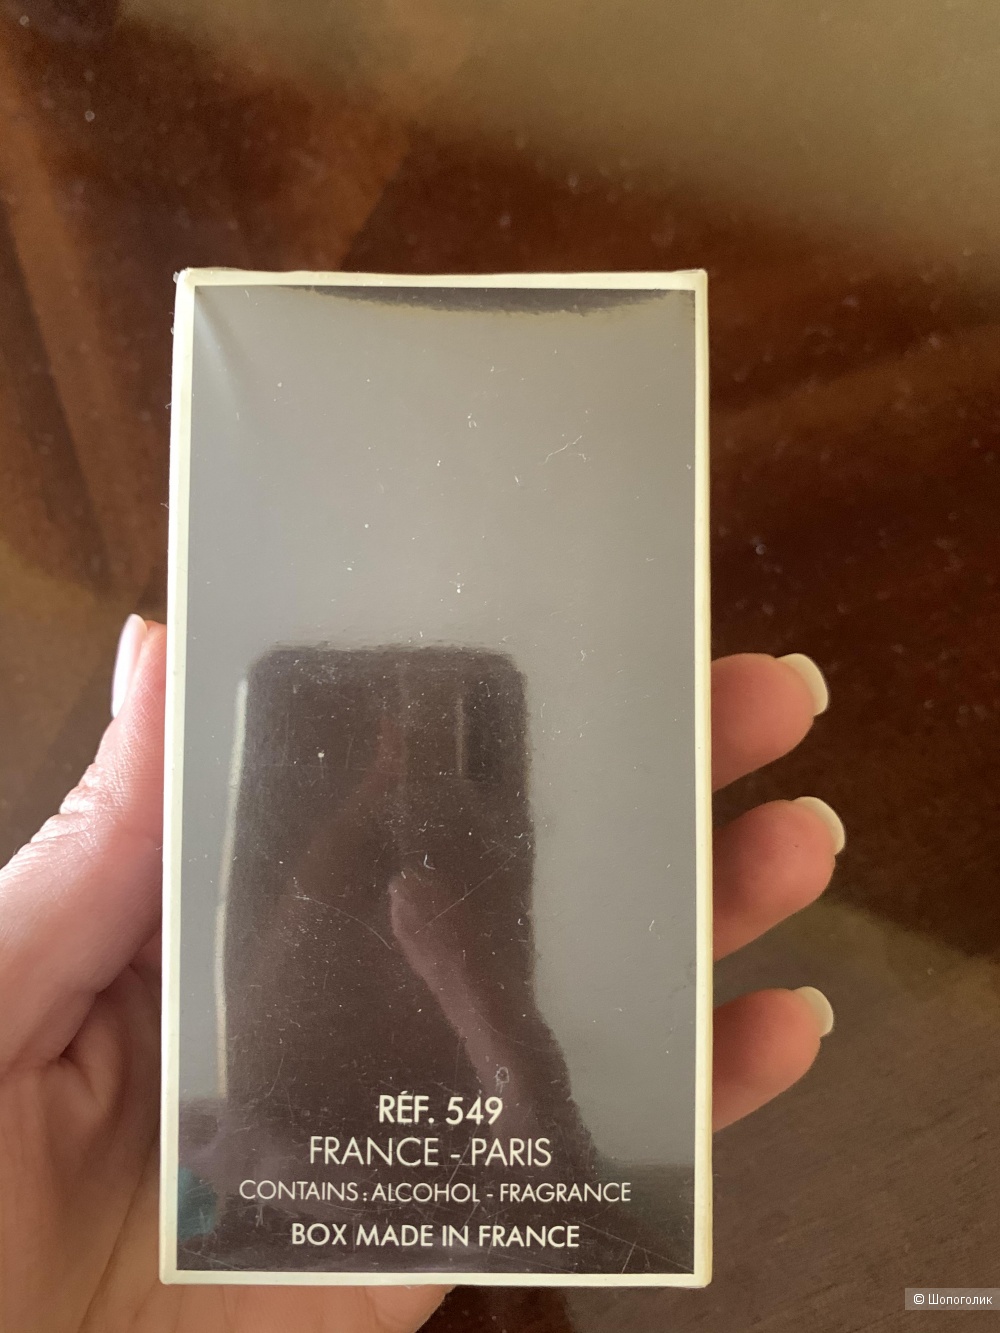 RÉF. 549
FRANCE - PARIS
CONTAINS : ALCOHOL - FRAGRANCE
BOX MADE IN FRANCE
© Шопоголик